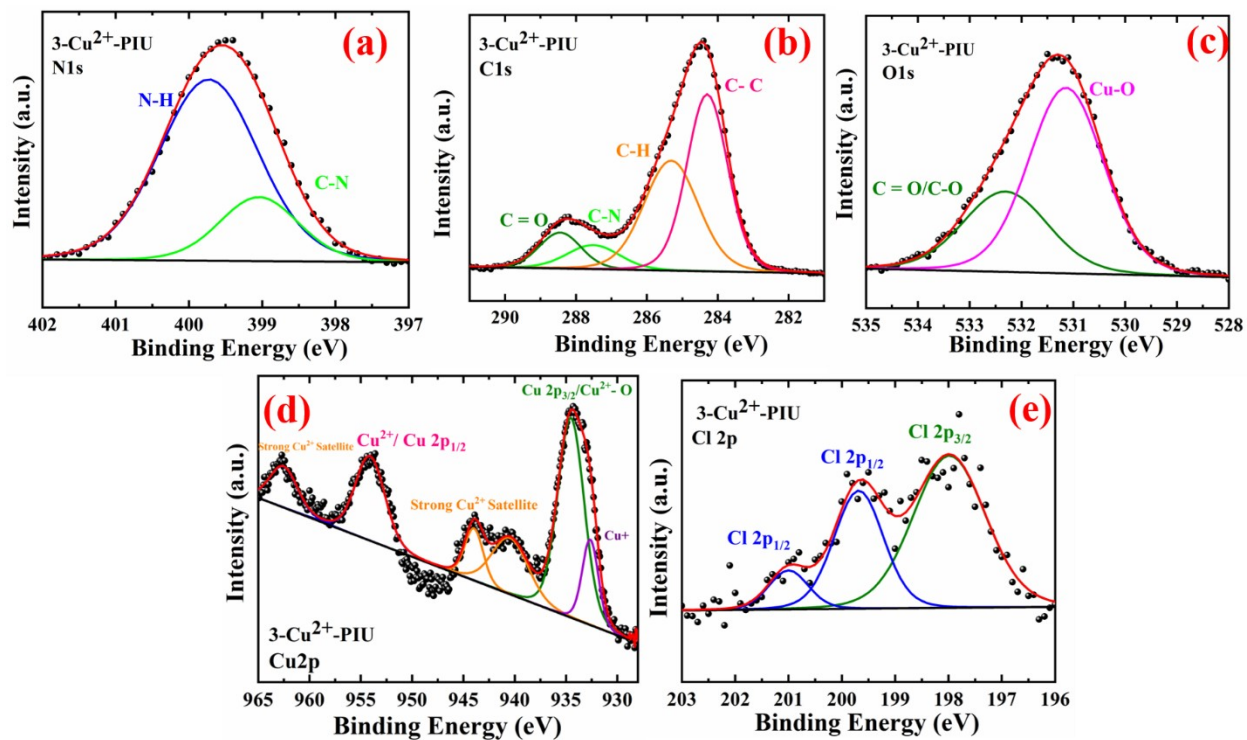 3-Cu²⁺-PIU
N1s
(a)
N-H
C-N
Intensity (a.u.)
402 401 400 399 398 397
Binding Energy (eV)
3-Cu²⁺-PIU
C1s
(b)
C- C
C-H
C-N
C = O
Intensity (a.u.)
290 288 286 284 282
Binding Energy (eV)
3-Cu²⁺-PIU
O1s
(c)
Cu-O
C = O/C-O
Intensity (a.u.)
535 534 533 532 531 530 529 528
Binding Energy (eV)
(d)
Cu 2p₃/₂/Cu²⁺- O
Strong Cu²⁺ Satellite
Cu²⁺/ Cu 2p₁/₂
Strong Cu²⁺ Satellite
Cu+
3-Cu²⁺-PIU
Cu2p
Intensity (a.u.)
965 960 955 950 945 940 935 930
Binding Energy (eV)
3-Cu²⁺-PIU
Cl 2p
(e)
Cl 2p₃/₂
Cl 2p₁/₂
Cl 2p₁/₂
Intensity (a.u.)
203 202 201 200 199 198 197 196
Binding Energy (eV)